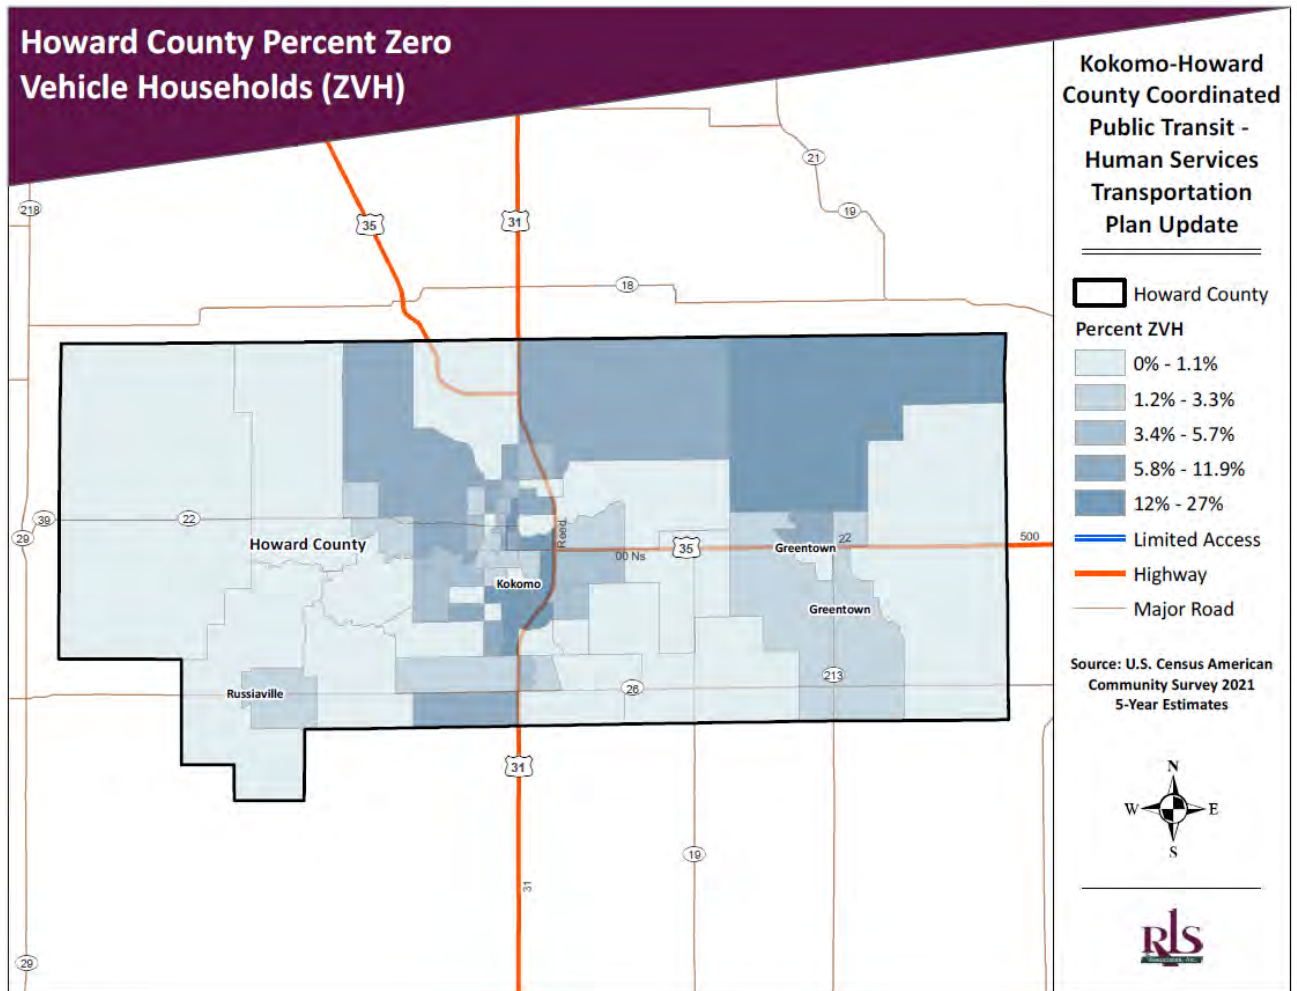 Howard County Percent Zero
Vehicle Households (ZVH)
Kokomo-Howard
County Coordinated
Public Transit -
Human Services
Transportation
Plan Update
Howard County
Percent ZVH
0% - 1.1%
1.2% - 3.3%
3.4% - 5.7%
5.8% - 11.9%
12% - 27%
Limited Access
Highway
Major Road
Source: U.S. Census American
Community Survey 2021
5-Year Estimates
N
W
E
S
RLS
218
35
31
21
19
18
39
22
29
Howard County
Reed
00 Ns
35
Greentown
22
500
Kokomo
Greentown
Russiaville
26
213
31
19
31
29